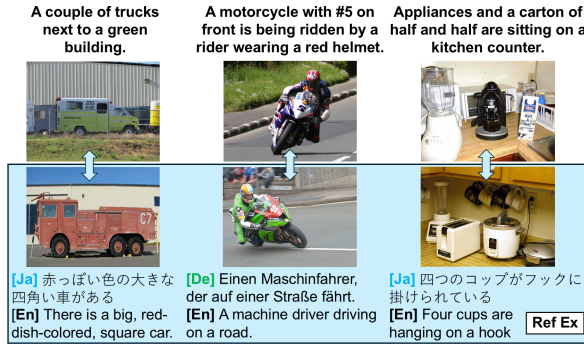 A couple of trucks
next to a green
building.
A motorcycle with #5 on
front is being ridden by a
rider wearing a red helmet.
Appliances and a carton of
half and half are sitting on a
kitchen counter.
C7
[Ja] 赤っぽい色の大きな
四角い車がある
[En] There is a big, red-
dish-colored, square car.
[De] Einen Maschinfahrer,
der auf einer Straße fährt.
[En] A machine driver driving
on a road.
[Ja] 四つのコップがフックに
掛けられている
[En] Four cups are
hanging on a hook
Ref Ex